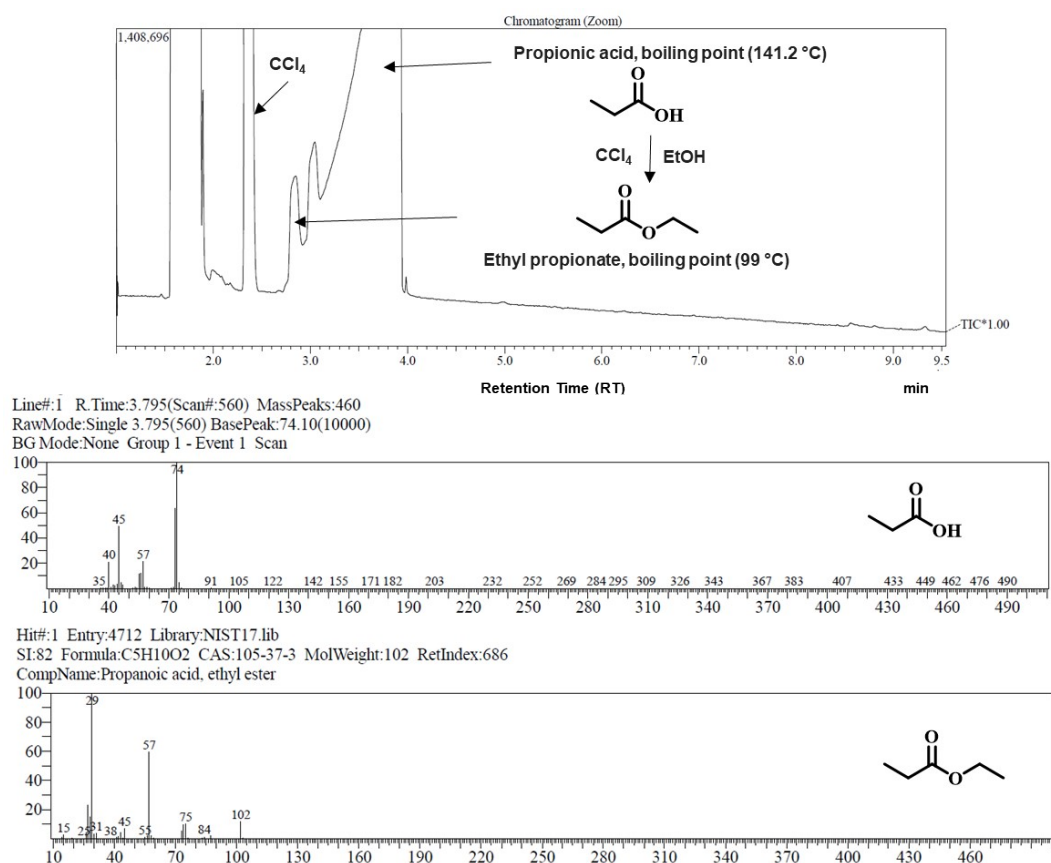 Chromatogram (Zoom)
1,408,696
CCl4
Propionic acid, boiling point (141.2 °C)
O
OH
CCl4 EtOH
O
O
Ethyl propionate, boiling point (99 °C)
TIC*1.00
2.0 3.0 4.0 5.0 6.0 7.0 8.0 9.0 9.5
Retention Time (RT) min
Line#:1 R.Time:3.795(Scan#:560) MassPeaks:460
RawMode:Single 3.795(560) BasePeak:74.10(10000)
BG Mode:None Group 1 - Event 1 Scan
100
80
60
40
20
74
45
40
57
35 91 105 122 142 155 171 182 203 232 252 269 284 295 309 326 343 367 383 407 433 449 462 476 490
O
OH
10 40 70 100 130 160 190 220 250 280 310 340 370 400 430 460 490
Hit#:1 Entry:4712 Library:NIST17.lib
SI:82 Formula:C5H10O2 CAS:105-37-3 MolWeight:102 RetIndex:686
CompName:Propanoic acid, ethyl ester
100
80
60
40
20
29
57
15 31 38 45 55 75 84 102
O
O
10 40 70 100 130 160 190 220 250 280 310 340 370 400 430 460